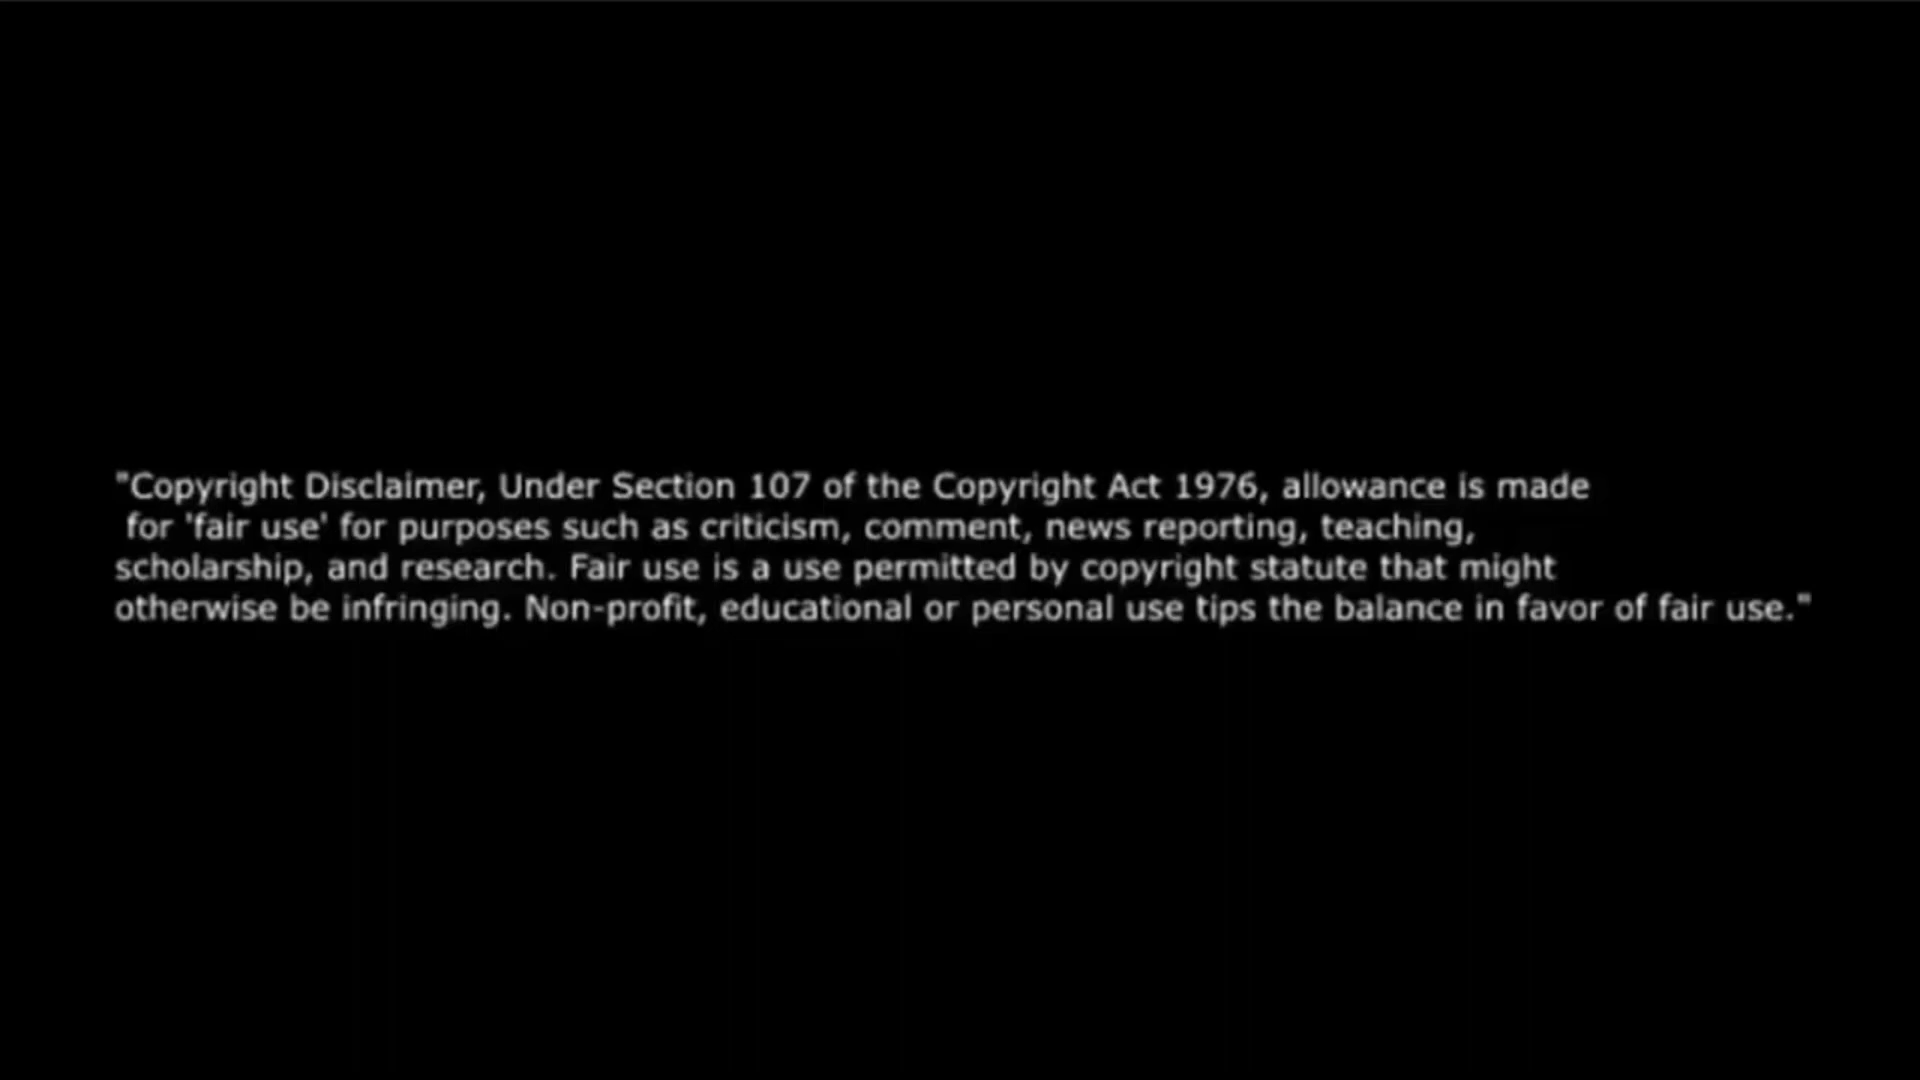 "Copyright Disclaimer, Under Section 107 of the Copyright Act 1976, allowance is made
for 'fair use' for purposes such as criticism, comment, news reporting, teaching,
scholarship, and research. Fair use is a use permitted by copyright statute that might
otherwise be infringing. Non-profit, educational or personal use tips the balance in favor of fair use."